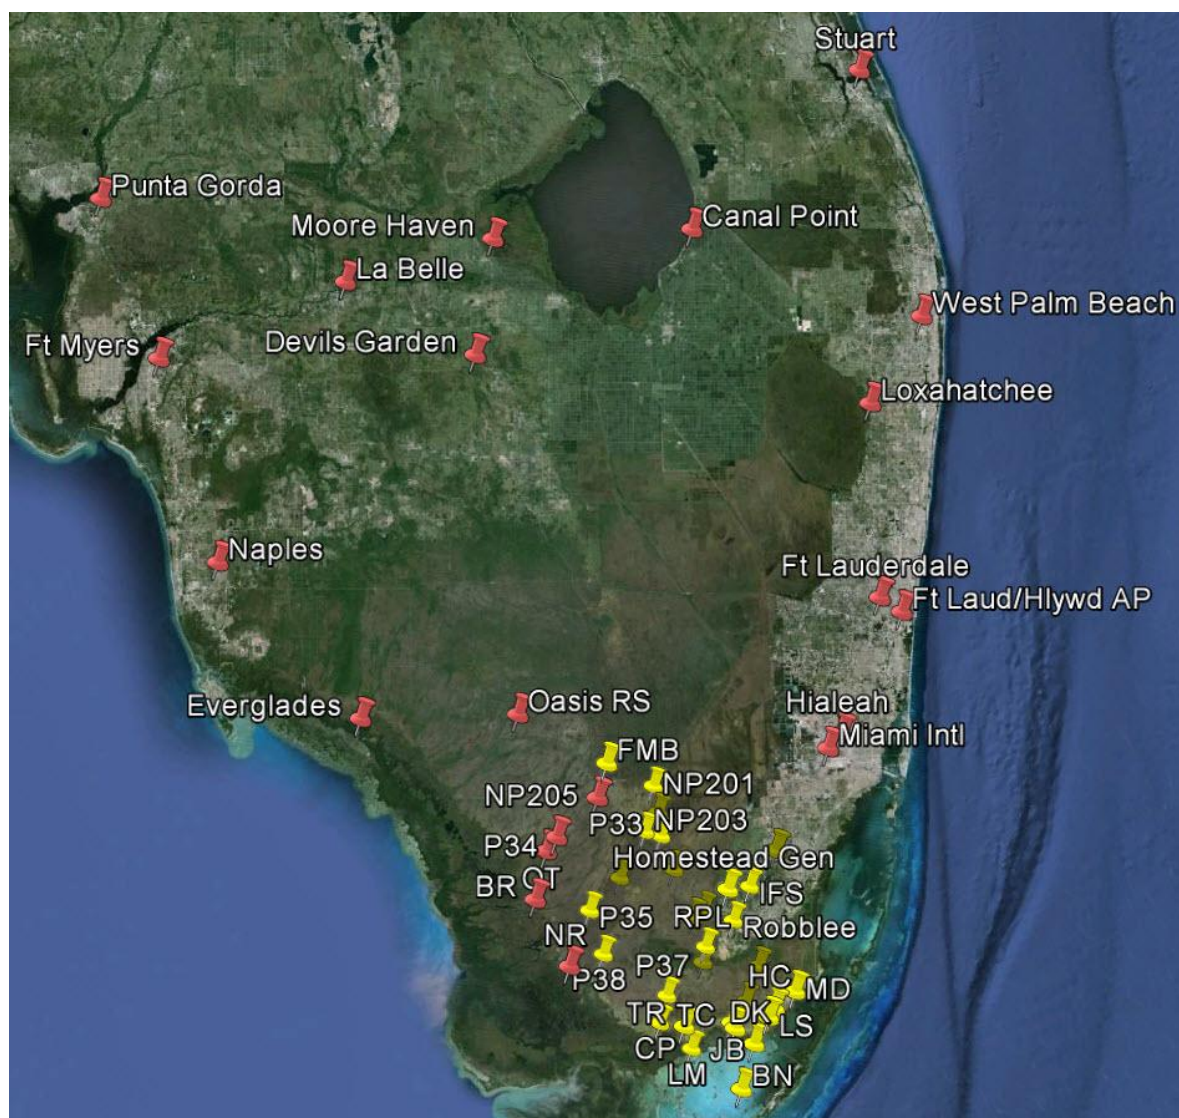 Stuart
Punta Gorda
Moore Haven
Canal Point
La Belle
West Palm Beach
Ft Myers
Devils Garden
Loxahatchee
Naples
Ft Lauderdale
Ft Laud/Hlywd AP
Everglades
Oasis RS
Hialeah
Miami Intl
FMB
NP201
NP205
P33
NP203
P34
Homestead Gen
BR
OT
IFS
P35
RPL
Robblee
NR
P38
P37
HC
MD
TR
TC
DK
LS
CP
JB
LM
BN